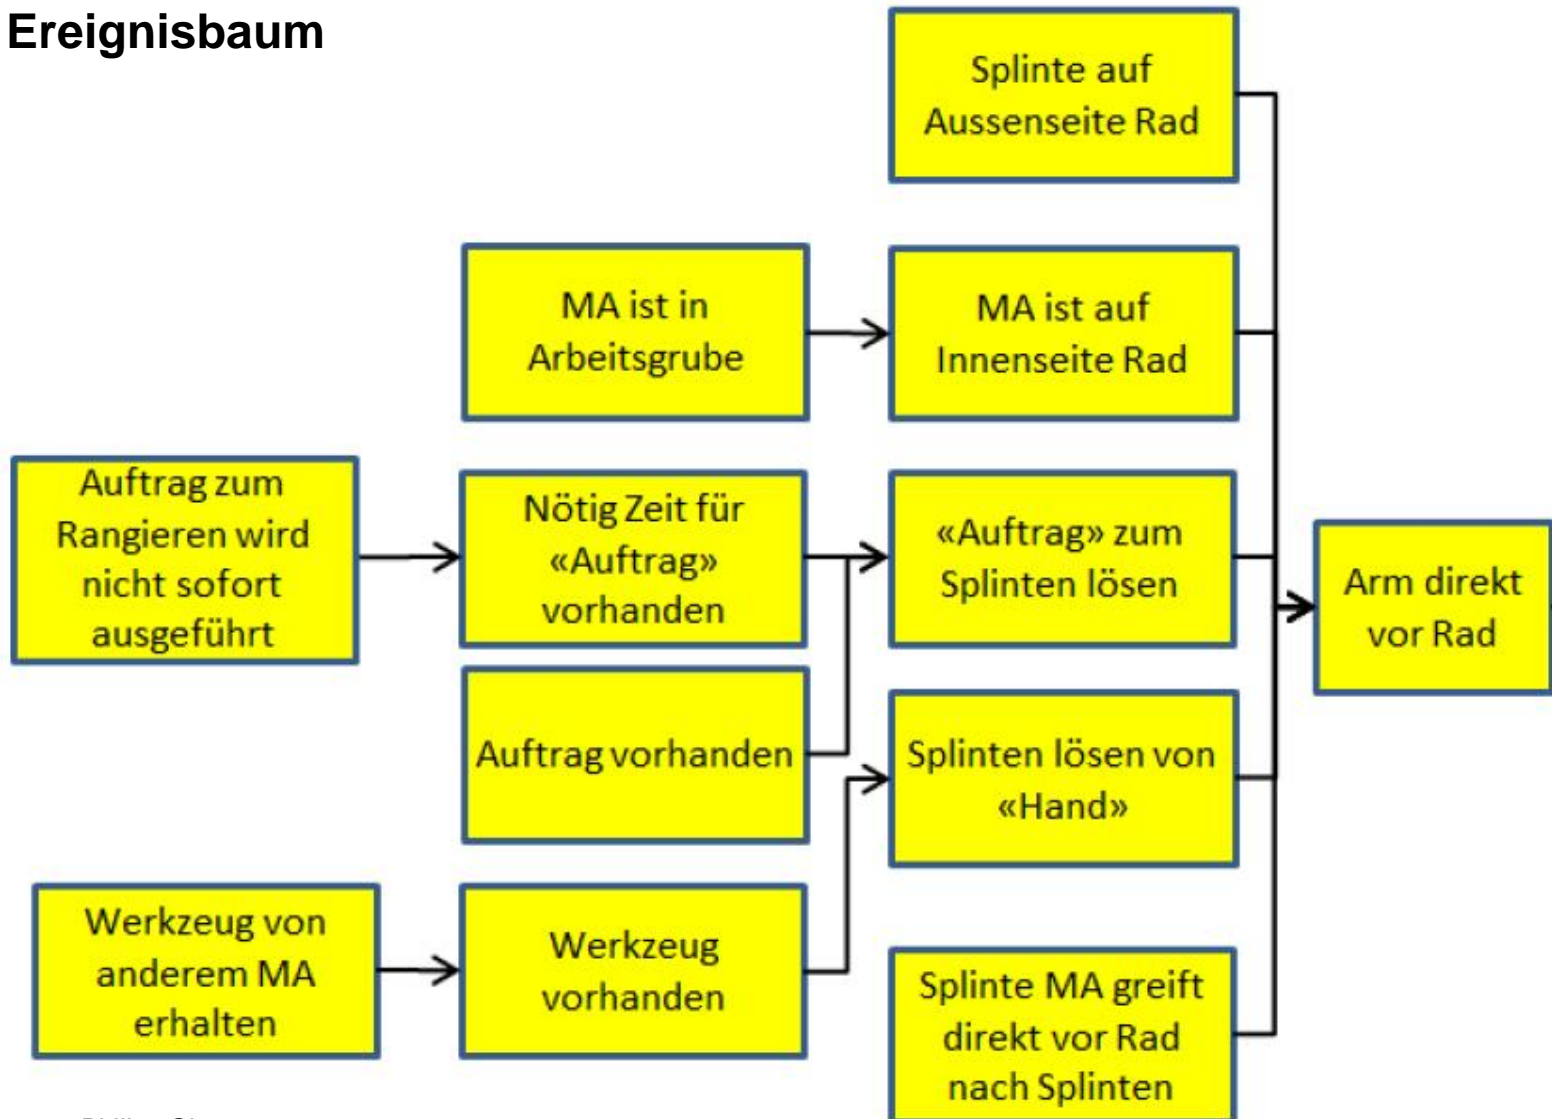 Ereignisbaum
Splinte auf
Aussenseite Rad
MA ist in
Arbeitsgrube
MA ist auf
Innenseite Rad
Auftrag zum
Rangieren wird
nicht sofort
ausgeführt
Nötig Zeit für
«Auftrag»
vorhanden
«Auftrag» zum
Splinten lösen
Arm direkt
vor Rad
Auftrag vorhanden
Splinten lösen von
«Hand»
Werkzeug von
anderem MA
erhalten
Werkzeug
vorhanden
Splinte MA greift
direkt vor Rad
nach Splinten